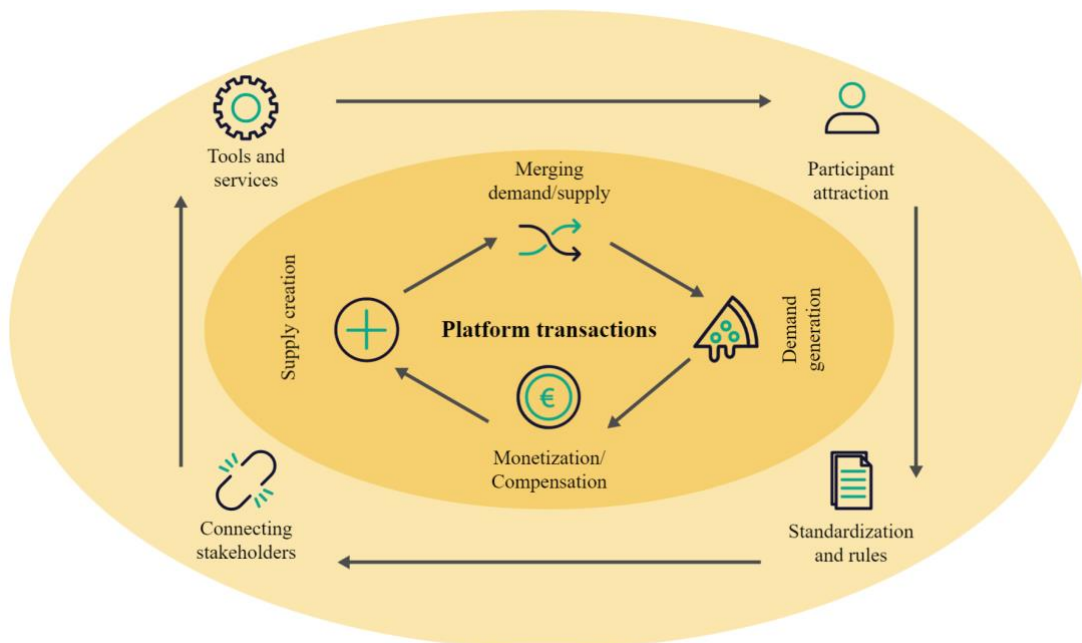 Tools and
services
Participant
attraction
Merging
demand/supply
Supply creation
Platform transactions
Demand
generation
€
Monetization/
Compensation
Connecting
stakeholders
Standardization
and rules